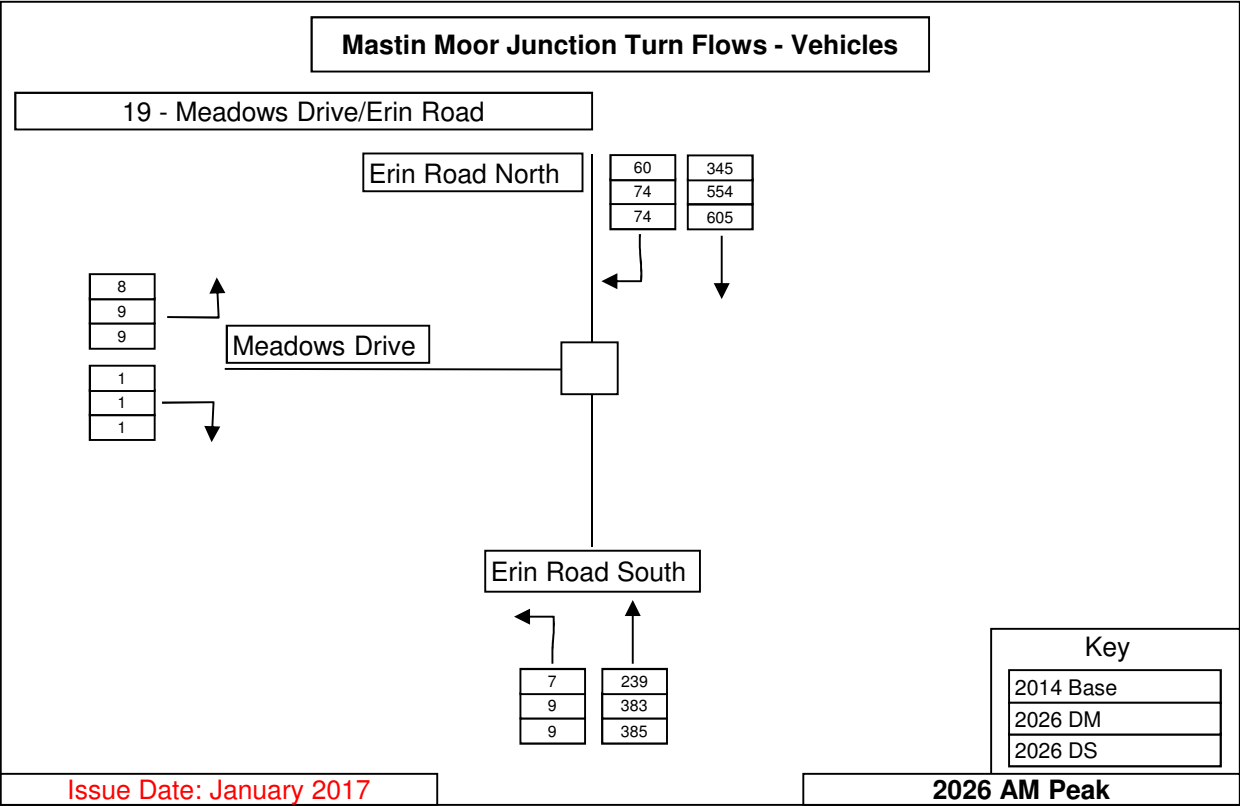 Mastin Moor Junction Turn Flows - Vehicles
19 - Meadows Drive/Erin Road
Erin Road North
60 345
74 554
74 605
8
9
9
Meadows Drive
1
1
1
Erin Road South
7 239
9 383
9 385
Key
2014 Base
2026 DM
2026 DS
Issue Date: January 2017
2026 AM Peak